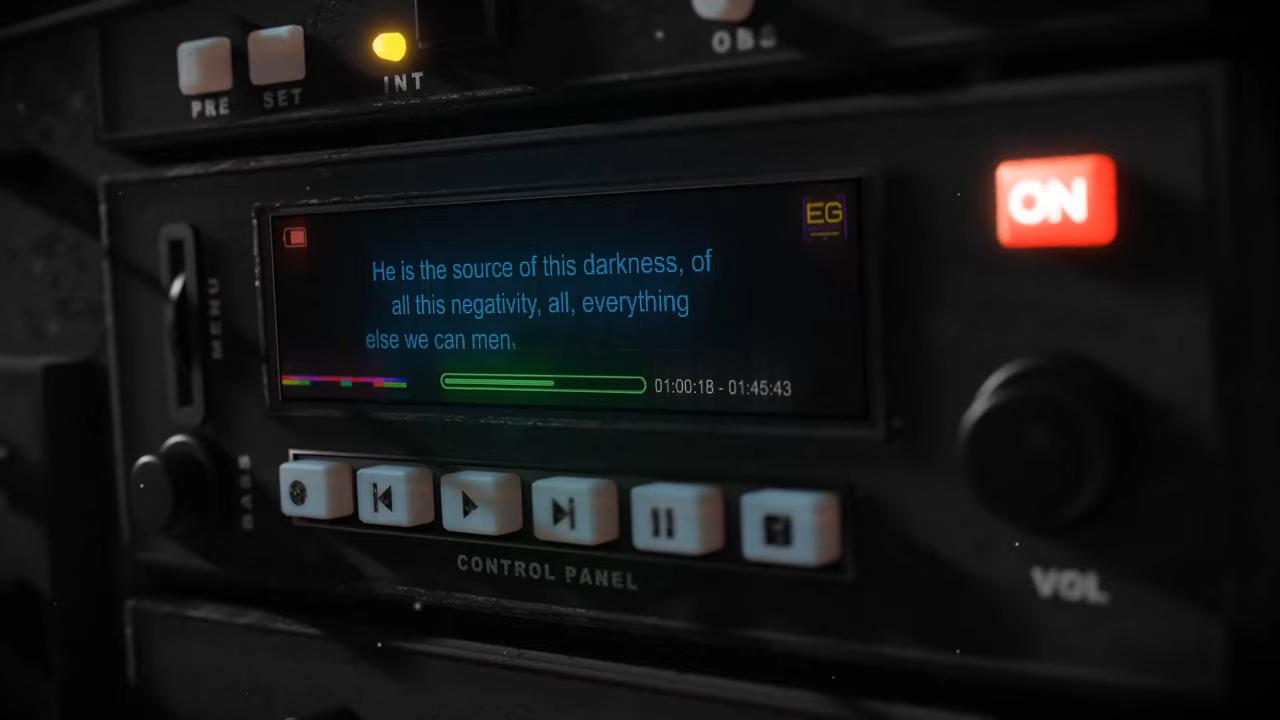 PRE
SET
INT
OBS
ON
EG
MENU
He is the source of this darkness, of
all this negativity, all, everything
else we can men
01:00:18 - 01:45:43
BASS
CONTROL PANEL
VOL